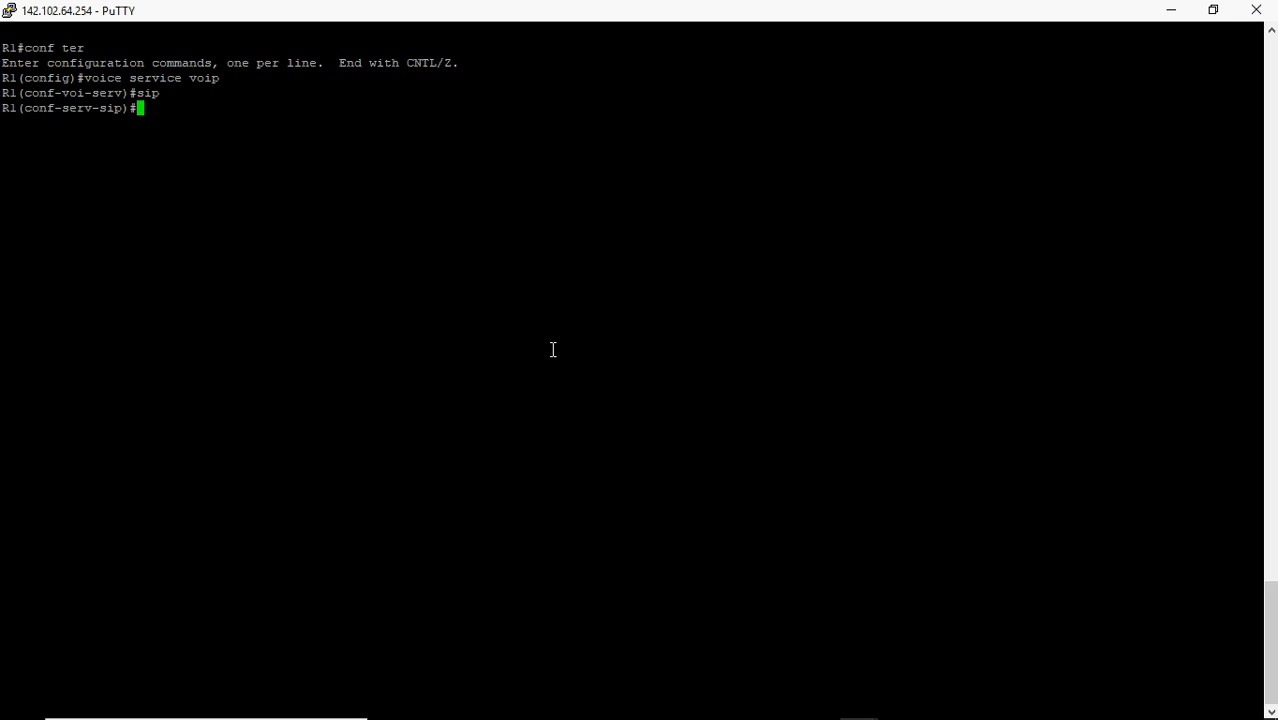 142.102.64.254 - PuTTY
R1#conf ter
Enter configuration commands, one per line.  End with CNTL/Z.
R1(config)#voice service voip
R1(conf-voi-serv)#sip
R1(conf-serv-sip)#